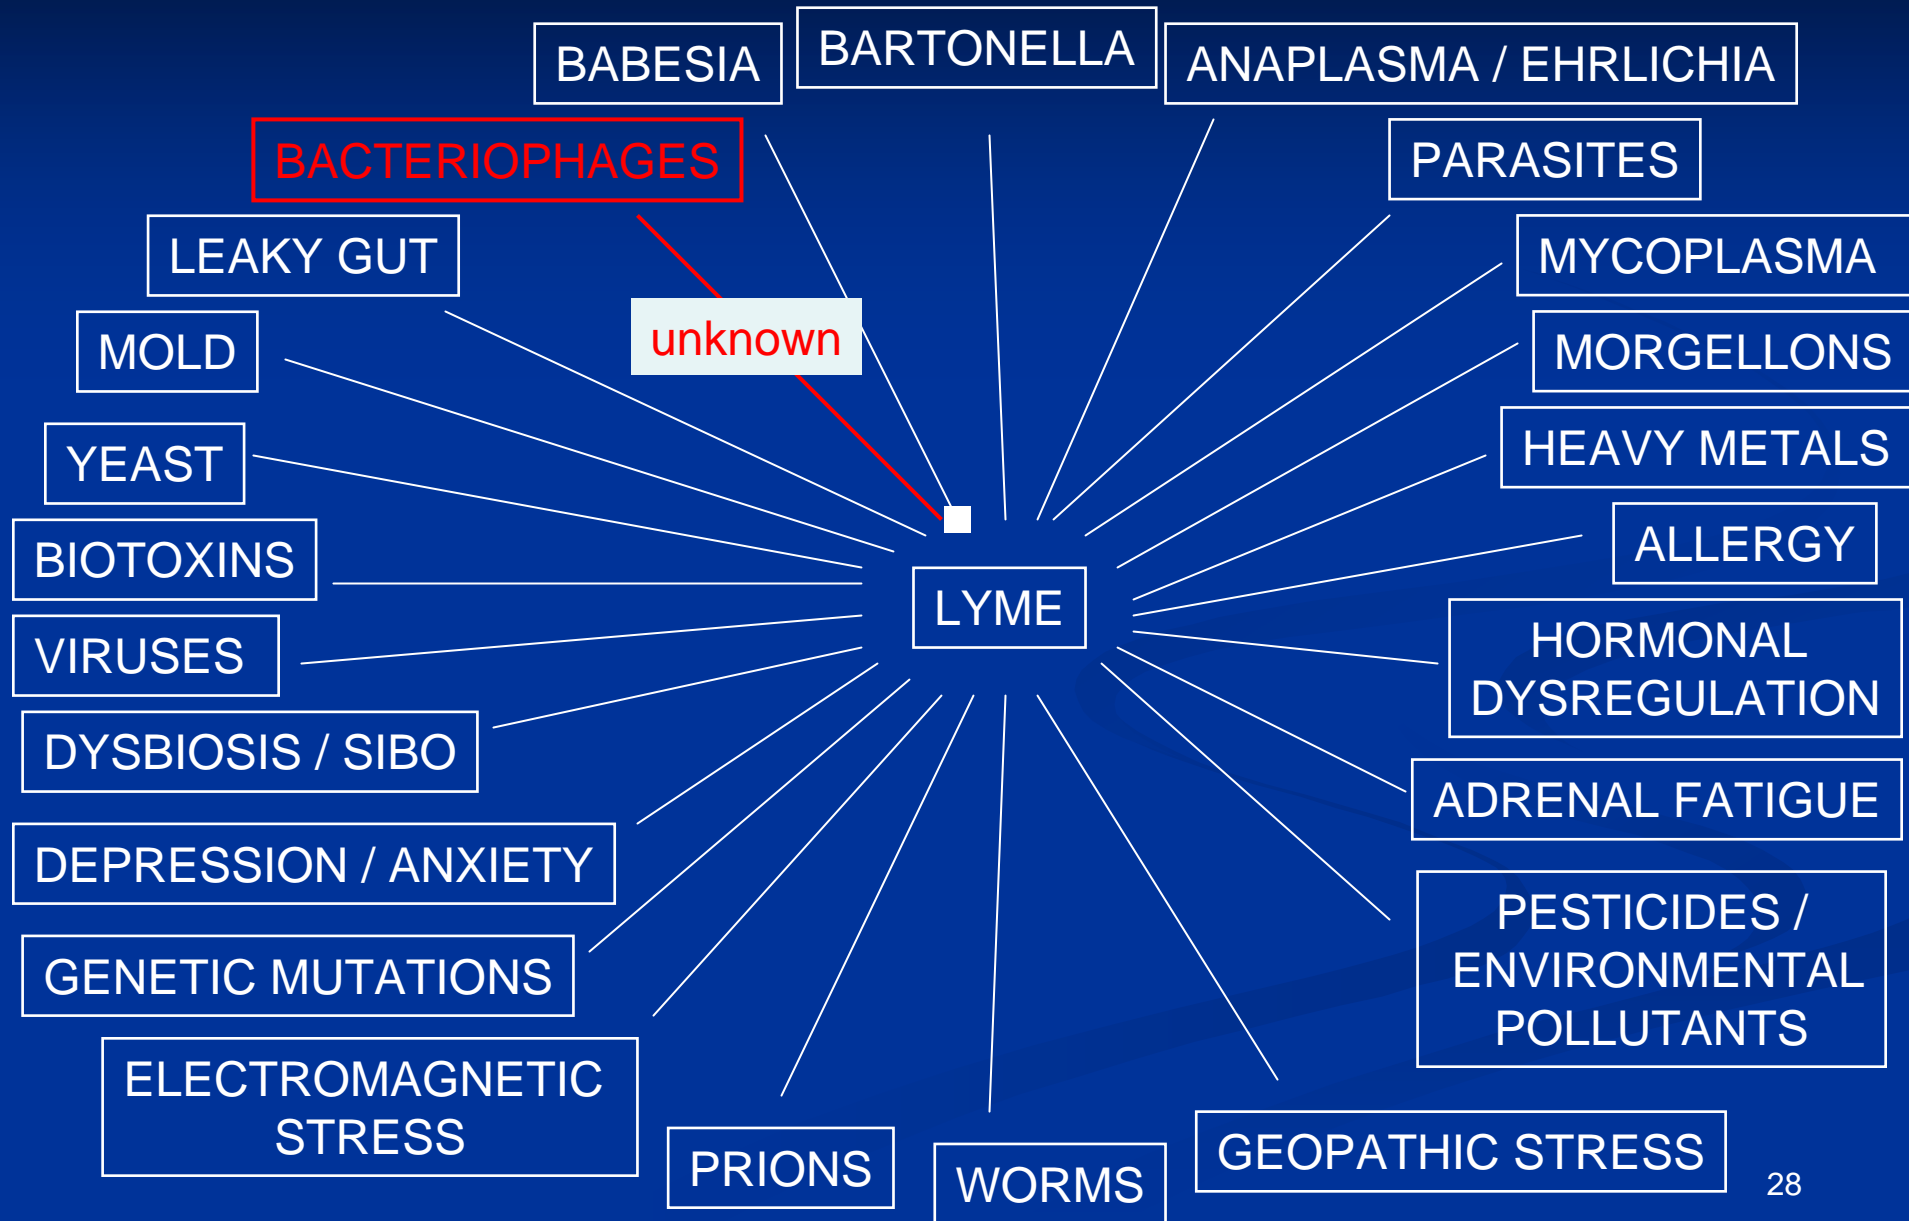 BABESIA
BARTONELLA
ANAPLASMA / EHRLICHIA
BACTERIOPHAGES
PARASITES
LEAKY GUT
MYCOPLASMA
unknown
MOLD
MORGELLONS
YEAST
HEAVY METALS
BIOTOXINS
ALLERGY
LYME
VIRUSES
HORMONAL
DYSREGULATION
DYSBIOSIS / SIBO
ADRENAL FATIGUE
DEPRESSION / ANXIETY
PESTICIDES /
ENVIRONMENTAL
POLLUTANTS
GENETIC MUTATIONS
ELECTROMAGNETIC
STRESS
PRIONS
WORMS
GEOPATHIC STRESS
28